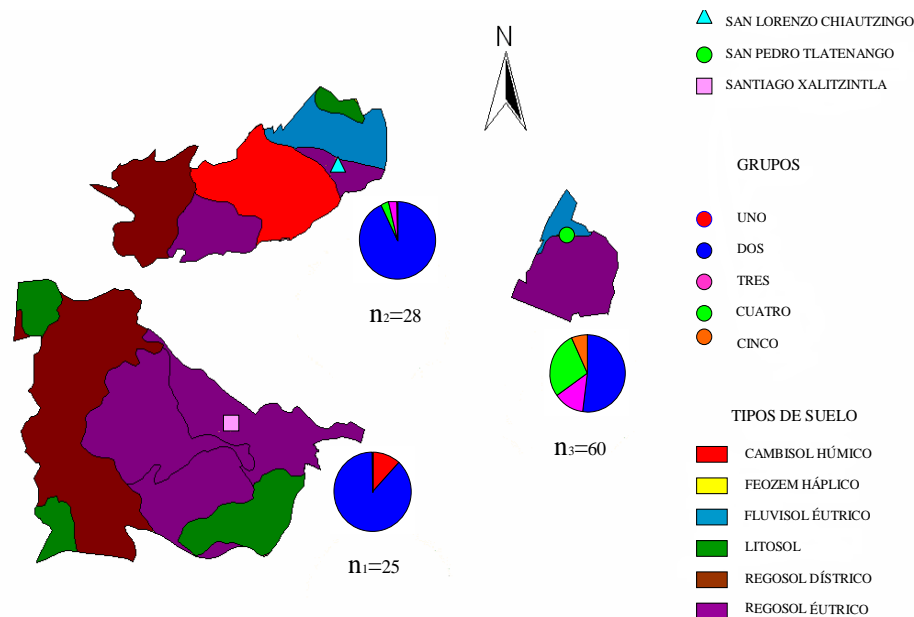 SAN LORENZO CHIAUTZINGO
SAN PEDRO TLATENANGO
SANTIAGO XALITZINTLA
N
GRUPOS
UNO
DOS
TRES
CUATRO
CINCO
n2=28
n3=60
n1=25
TIPOS DE SUELO
CAMBISOL HÚMICO
FEOZEM HÁPLICO
FLUVISOL ÉUTRICO
LITOSOL
REGOSOL DÍSTRICO
REGOSOL ÉUTRICO